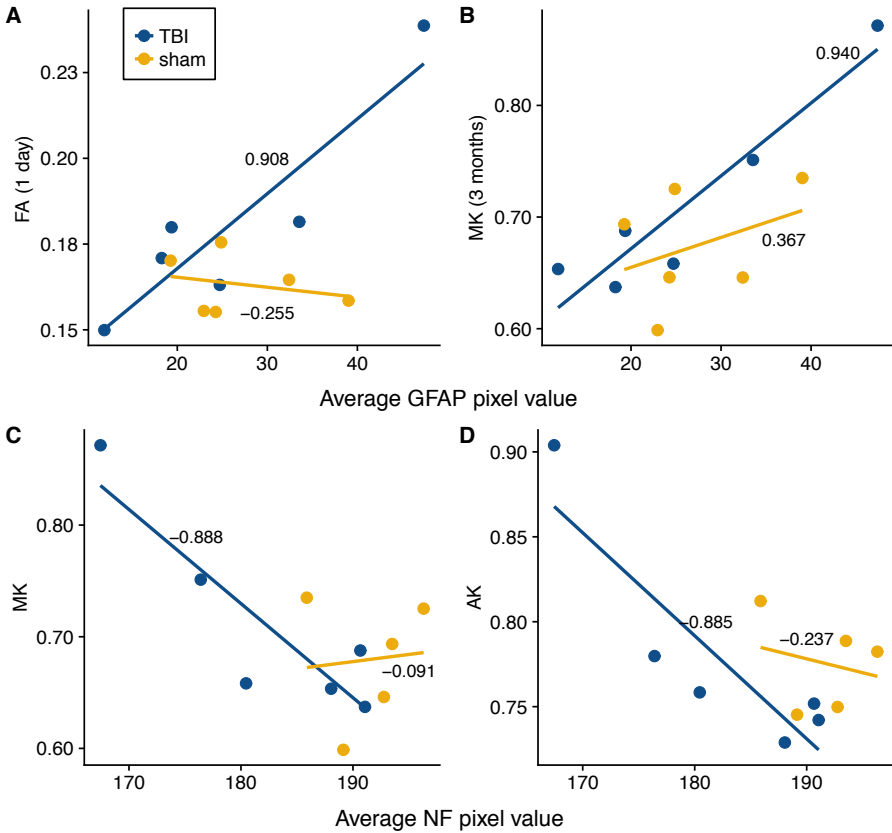 A
B
TBI
sham
0.23
0.20
0.18
0.15
FA (1 day)
0.908
−0.255
20
30
40
0.80
0.70
0.60
MK (3 months)
0.940
0.367
20
30
40
Average GFAP pixel value
C
D
0.80
0.70
0.60
MK
−0.888
−0.091
170
180
190
0.90
0.85
0.80
0.75
AK
−0.885
−0.237
170
180
190
Average NF pixel value